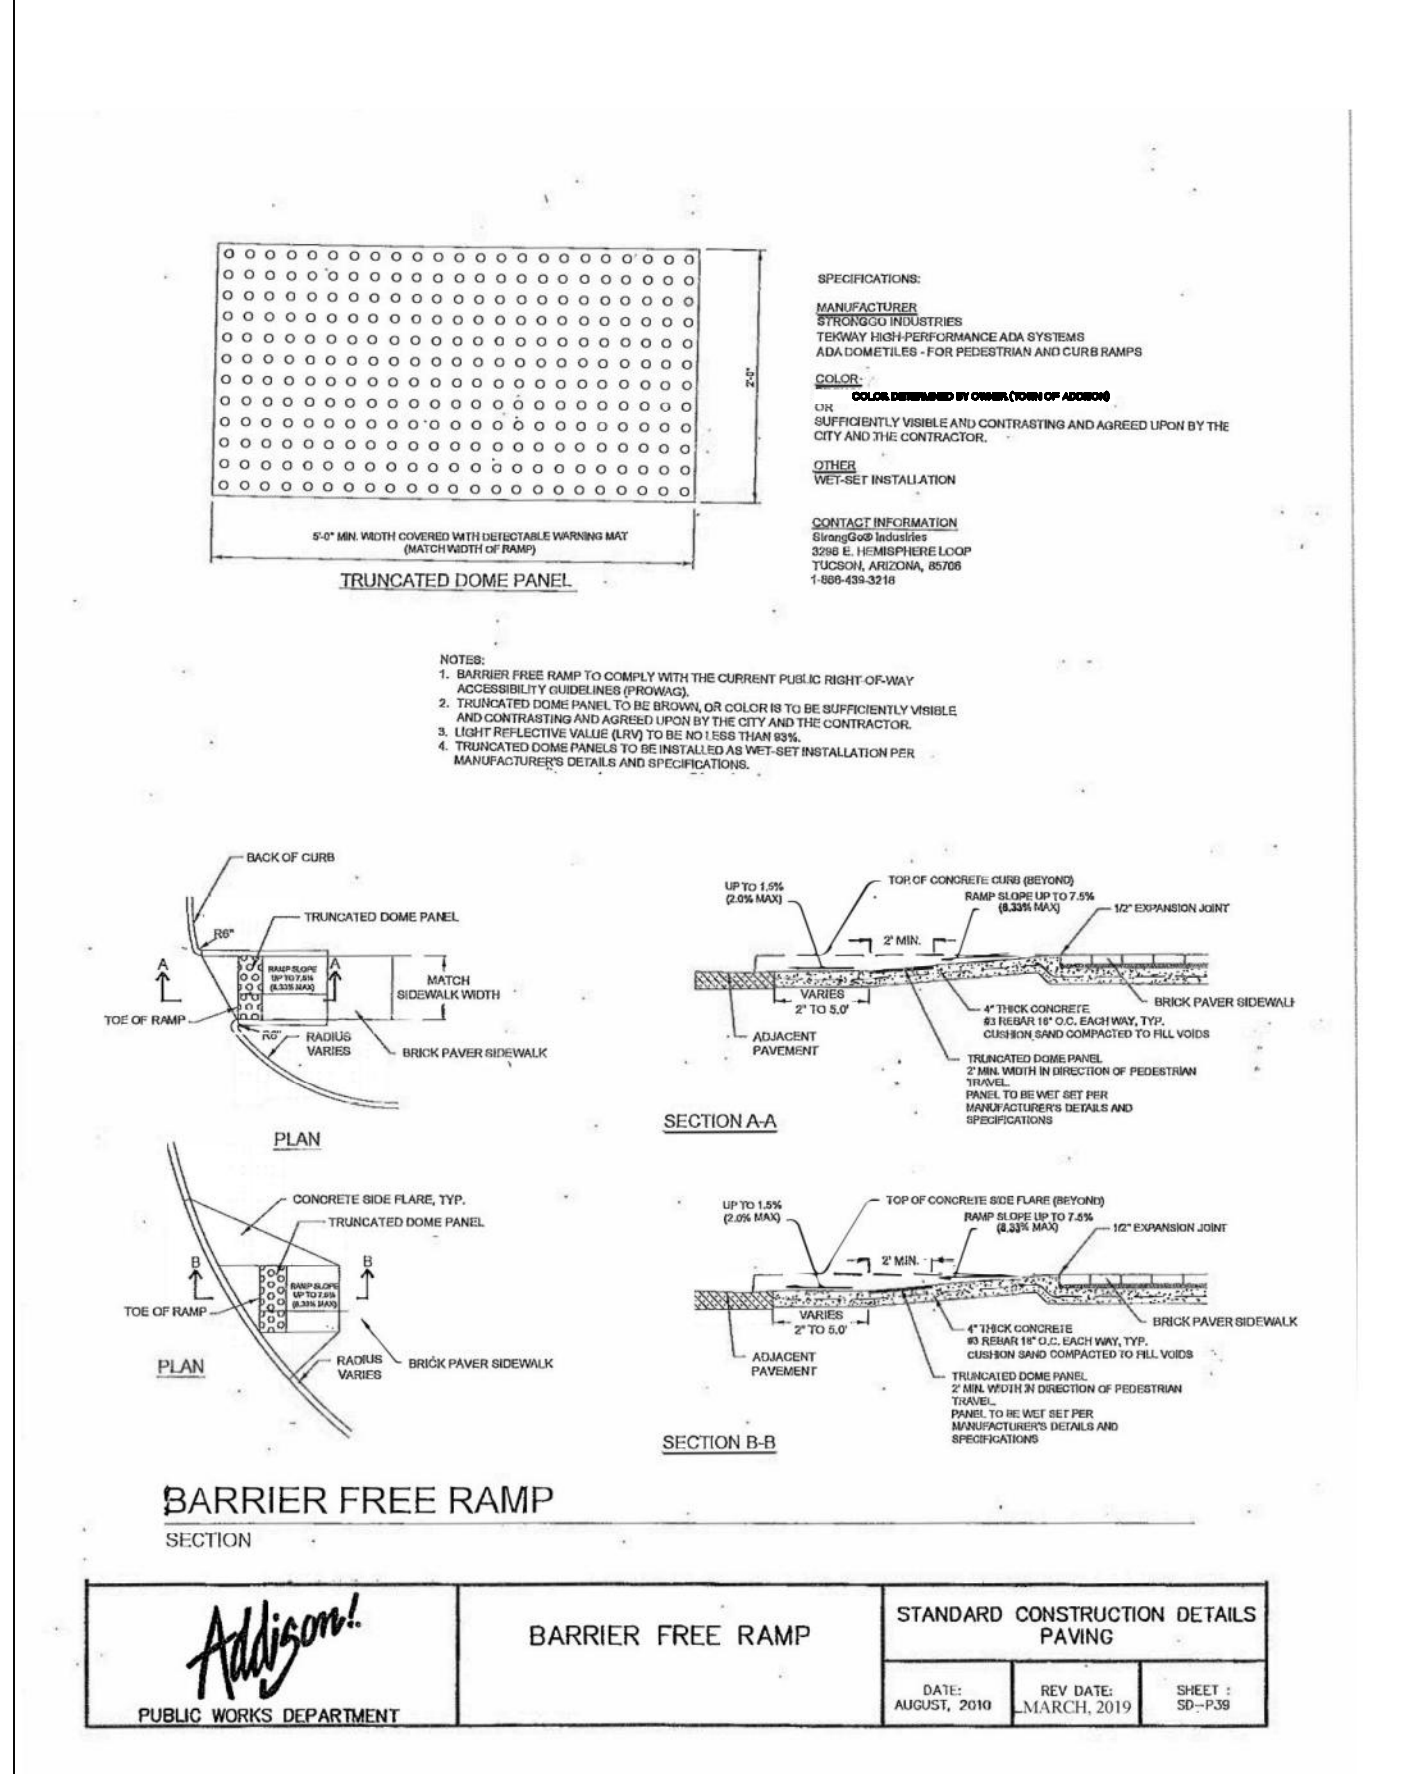 2'-0"
5'-0" MIN. WIDTH COVERED WITH DETECTABLE WARNING MAT
(MATCH WIDTH OF RAMP)
TRUNCATED DOME PANEL
SPECIFICATIONS:
MANUFACTURER
STRONGGO INDUSTRIES
TEKWAY HIGH-PERFORMANCE ADA SYSTEMS
ADA DOMETILES - FOR PEDESTRIAN AND CURB RAMPS
COLOR:
COLOR DETERMINED BY OWNER (TOWN OF ADDISON)
OR
SUFFICIENTLY VISIBLE AND CONTRASTING AND AGREED UPON BY THE
CITY AND THE CONTRACTOR.
OTHER
WET-SET INSTALLATION
CONTACT INFORMATION
StrongGo® Industries
3296 E. HEMISPHERE LOOP
TUCSON, ARIZONA, 85706
1-866-439-3216
NOTES:
1. BARRIER FREE RAMP TO COMPLY WITH THE CURRENT PUBLIC RIGHT-OF-WAY
ACCESSIBILITY GUIDELINES (PROWAG).
2. TRUNCATED DOME PANEL TO BE BROWN, OR COLOR IS TO BE SUFFICIENTLY VISIBLE
AND CONTRASTING AND AGREED UPON BY THE CITY AND THE CONTRACTOR.
3. LIGHT REFLECTIVE VALUE (LRV) TO BE NO LESS THAN 93%.
4. TRUNCATED DOME PANELS TO BE INSTALLED AS WET-SET INSTALLATION PER
MANUFACTURER'S DETAILS AND SPECIFICATIONS.
BACK OF CURB
TRUNCATED DOME PANEL
R6"
A
RAMP SLOPE
UP TO 7.5%
(8.33% MAX)
A
MATCH
SIDEWALK WIDTH
TOE OF RAMP
R6"
RADIUS
VARIES
BRICK PAVER SIDEWALK
PLAN
UP TO 1.5%
(2.0% MAX)
TOP OF CONCRETE CURB (BEYOND)
RAMP SLOPE UP TO 7.5%
(8.33% MAX)
1/2" EXPANSION JOINT
2' MIN.
VARIES
2" TO 5.0'
BRICK PAVER SIDEWALK
4" THICK CONCRETE
#3 REBAR 18" O.C. EACH WAY, TYP.
CUSHION SAND COMPACTED TO FILL VOIDS
ADJACENT
PAVEMENT
TRUNCATED DOME PANEL
2' MIN. WIDTH IN DIRECTION OF PEDESTRIAN
TRAVEL.
PANEL TO BE WET SET PER
MANUFACTURER'S DETAILS AND
SPECIFICATIONS
SECTION A-A
CONCRETE SIDE FLARE, TYP.
TRUNCATED DOME PANEL
B
RAMP SLOPE
UP TO 7.5%
(8.33% MAX)
B
TOE OF RAMP
RADIUS
VARIES
BRICK PAVER SIDEWALK
PLAN
UP TO 1.5%
(2.0% MAX)
TOP OF CONCRETE SIDE FLARE (BEYOND)
RAMP SLOPE UP TO 7.5%
(8.33% MAX)
1/2" EXPANSION JOINT
2' MIN.
VARIES
2" TO 5.0'
BRICK PAVER SIDEWALK
4" THICK CONCRETE
#3 REBAR 18" O.C. EACH WAY, TYP.
CUSHION SAND COMPACTED TO FILL VOIDS
ADJACENT
PAVEMENT
TRUNCATED DOME PANEL
2' MIN. WIDTH IN DIRECTION OF PEDESTRIAN
TRAVEL.
PANEL TO BE WET SET PER
MANUFACTURER'S DETAILS AND
SPECIFICATIONS
SECTION B-B
BARRIER FREE RAMP
SECTION
Addison!
PUBLIC WORKS DEPARTMENT
BARRIER FREE RAMP
STANDARD CONSTRUCTION DETAILS
PAVING
DATE:
AUGUST, 2010
REV DATE:
MARCH, 2019
SHEET :
SD-P39